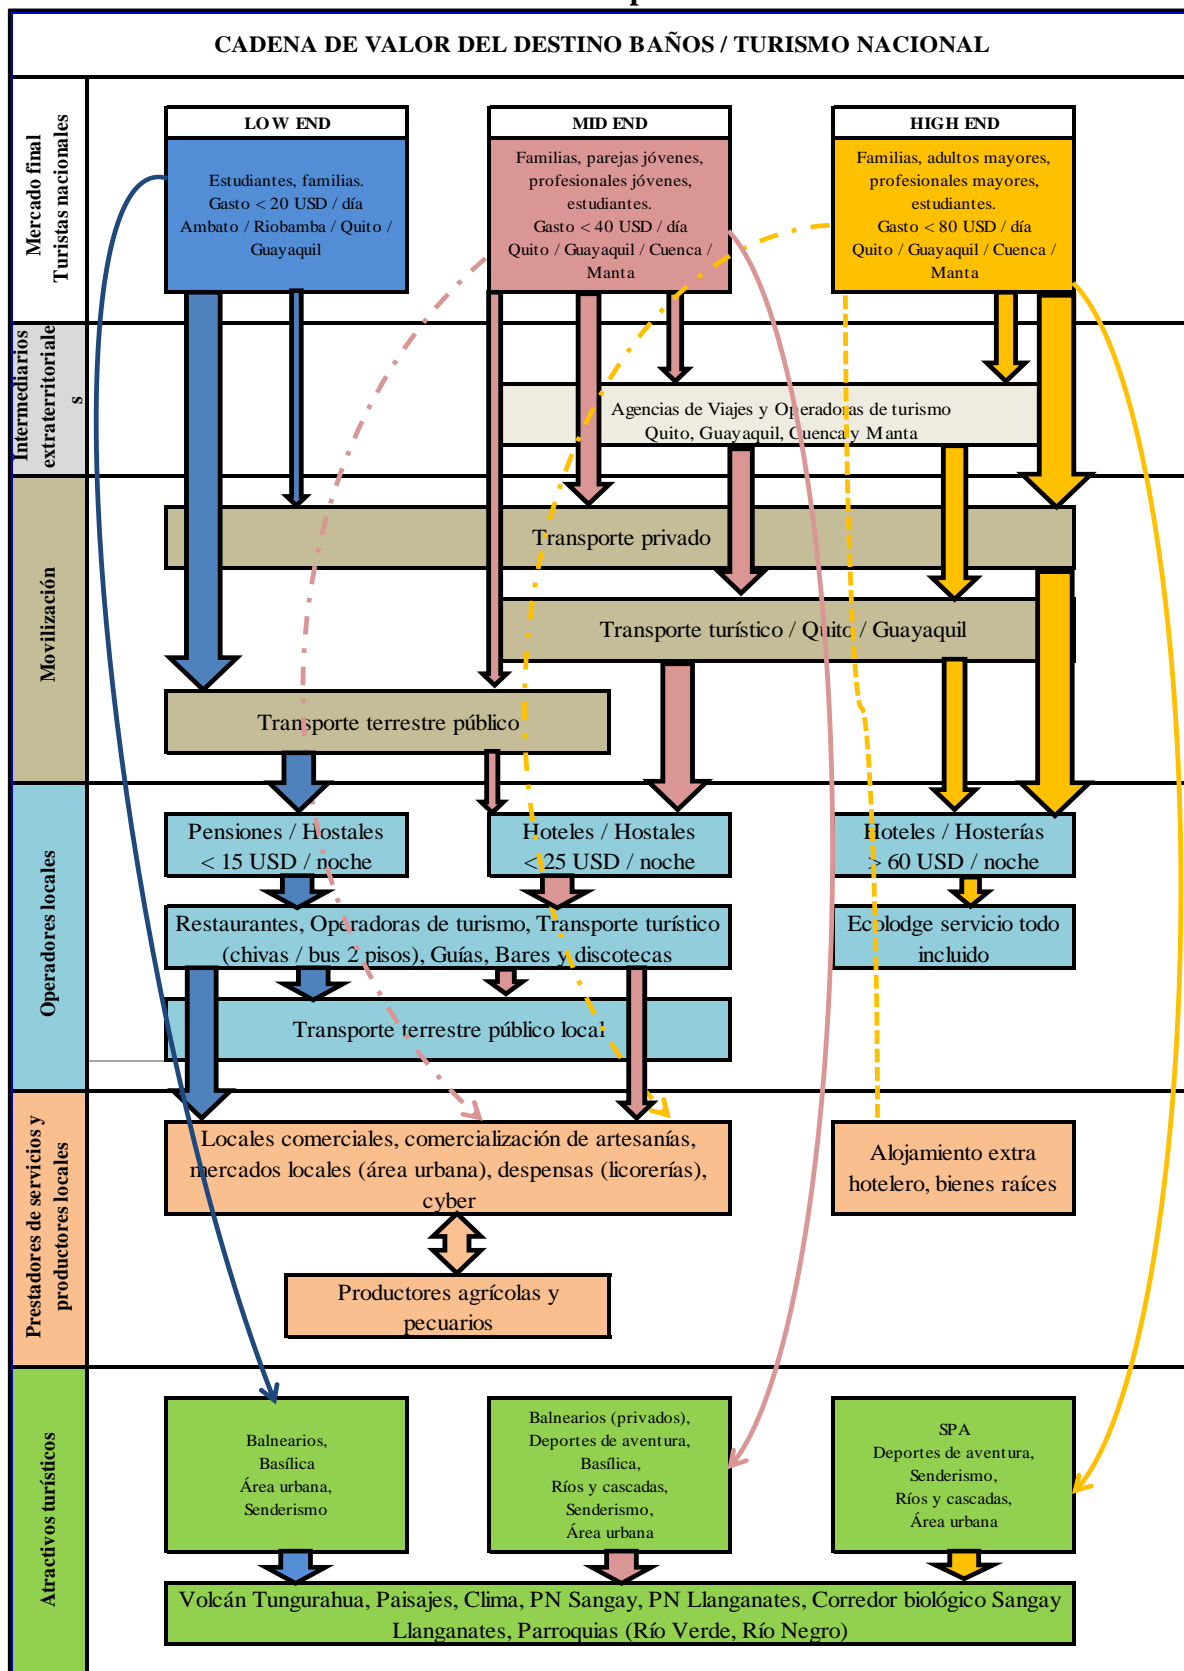 CADENA DE VALOR DEL DESTINO BAÑOS / TURISMO NACIONAL
Mercado final
Turistas nacionales
LOW END
Estudiantes, familias.
Gasto < 20 USD / día
Ambato / Riobamba / Quito /
Guayaquil
MID END
Familias, parejas jóvenes,
profesionales jóvenes,
estudiantes.
Gasto < 40 USD / día
Quito / Guayaquil / Cuenca /
Manta
HIGH END
Familias, adultos mayores,
profesionales mayores,
estudiantes.
Gasto < 80 USD / día
Quito / Guayaquil / Cuenca /
Manta
Intermediarios
extraterritoriale
s
Agencias de Viajes y Operadoras de turismo
Quito, Guayaquil, Cuenca y Manta
Movilización
Transporte privado
Transporte turístico / Quito / Guayaquil
Transporte terrestre público
Operadores locales
Pensiones / Hostales
< 15 USD / noche
Hoteles / Hostales
< 25 USD / noche
Hoteles / Hosterías
> 60 USD / noche
Restaurantes, Operadoras de turismo, Transporte turístico
(chivas / bus 2 pisos), Guías, Bares y discotecas
Ecolodge servicio todo
incluido
Transporte terrestre público local
Prestadores de servicios y
productores locales
Locales comerciales, comercialización de artesanías,
mercados locales (área urbana), despensas (licorerías),
cyber
Alojamiento extra
hotelero, bienes raíces
Productores agrícolas y
pecuarios
Atractivos turísticos
Balnearios,
Basílica
Área urbana,
Senderismo
Balnearios (privados),
Deportes de aventura,
Basílica,
Ríos y cascadas,
Senderismo,
Área urbana
SPA
Deportes de aventura,
Senderismo,
Ríos y cascadas,
Área urbana
Volcán Tungurahua, Paisajes, Clima, PN Sangay, PN Llanganates, Corredor biológico Sangay
Llanganates, Parroquias (Río Verde, Río Negro)